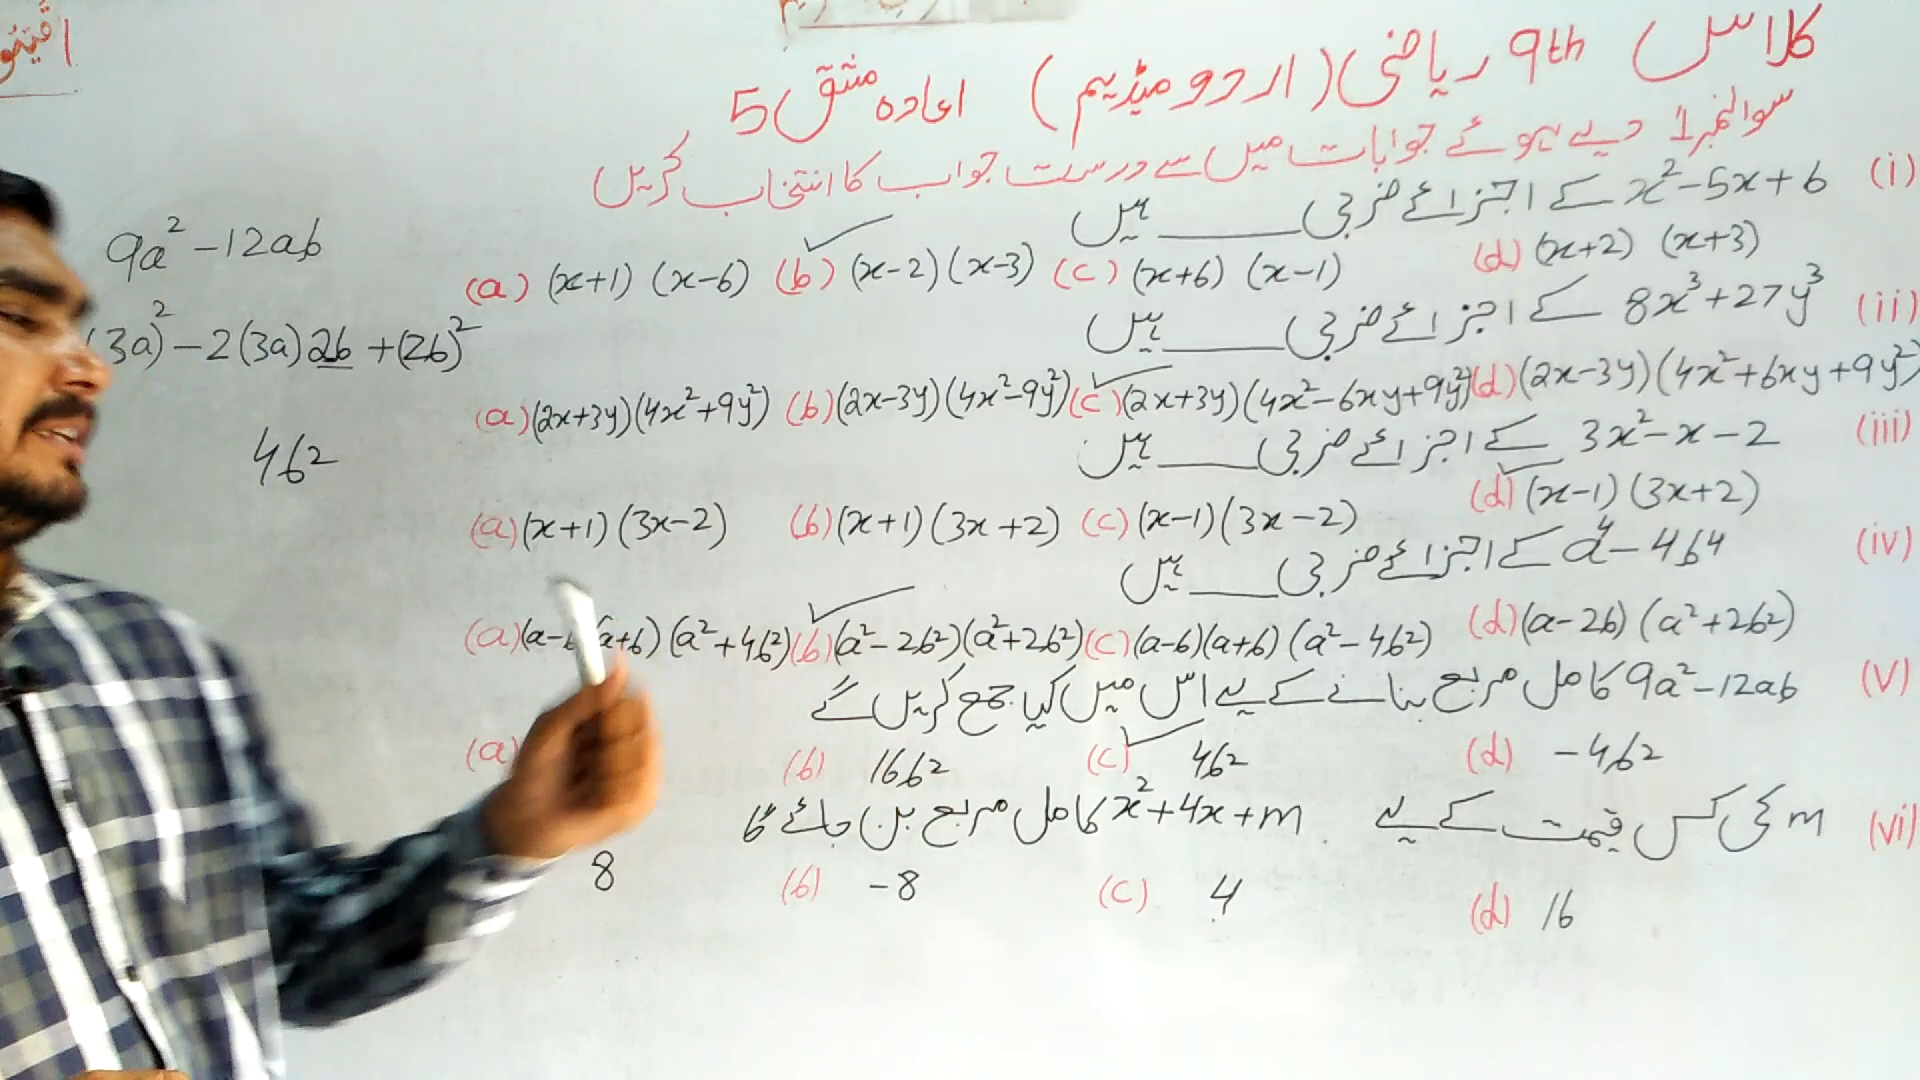 کلاس 9th ریاضی (اردو میڈیم) اعادہ مشق 5
سوال نمبر 1 دیے ہوئے جوابات میں سے درست جواب کا انتخاب کریں
(i) x²-5x+6 کے اجزائے ضربی ____ ہیں
(a) (x+1) (x-6) (b) (x-2) (x-3) (c) (x+6) (x-1) (d) (x+2) (x+3)
(ii) 8x³+27y³ کے اجزائے ضربی ____ ہیں
(a) (2x+3y)(4x²+9y²) (b) (2x-3y)(4x²-9y²) (c) (2x+3y)(4x²-6xy+9y²) (d) (2x-3y)(4x²+6xy+9y²)
(iii) 3x²-x-2 کے اجزائے ضربی ____ ہیں
(a) (x+1)(3x-2) (b) (x+1)(3x+2) (c) (x-1)(3x-2) (d) (x-1)(3x+2)
(iv) a⁴-4b⁴ کے اجزائے ضربی ____ ہیں
(a) (a-b)(a+b) (a²+4b²) (b) (a²-2b²)(a²+2b²) (c) (a-b)(a+b) (a²-4b²) (d) (a-2b) (a²+2b²)
(v) 9a²-12ab کامل مربع بنانے کے لیے اس میں کیا جمع کریں گے
(a) (b) 16b² (c) 4b² (d) -4b²
(vi) m کی کس قیمت کے لیے x²+4x+m کامل مربع بن جائے گا
8 (b) -8 (c) 4 (d) 16
9a²-12ab
(3a)²-2(3a)2b+(2b)²
4b²